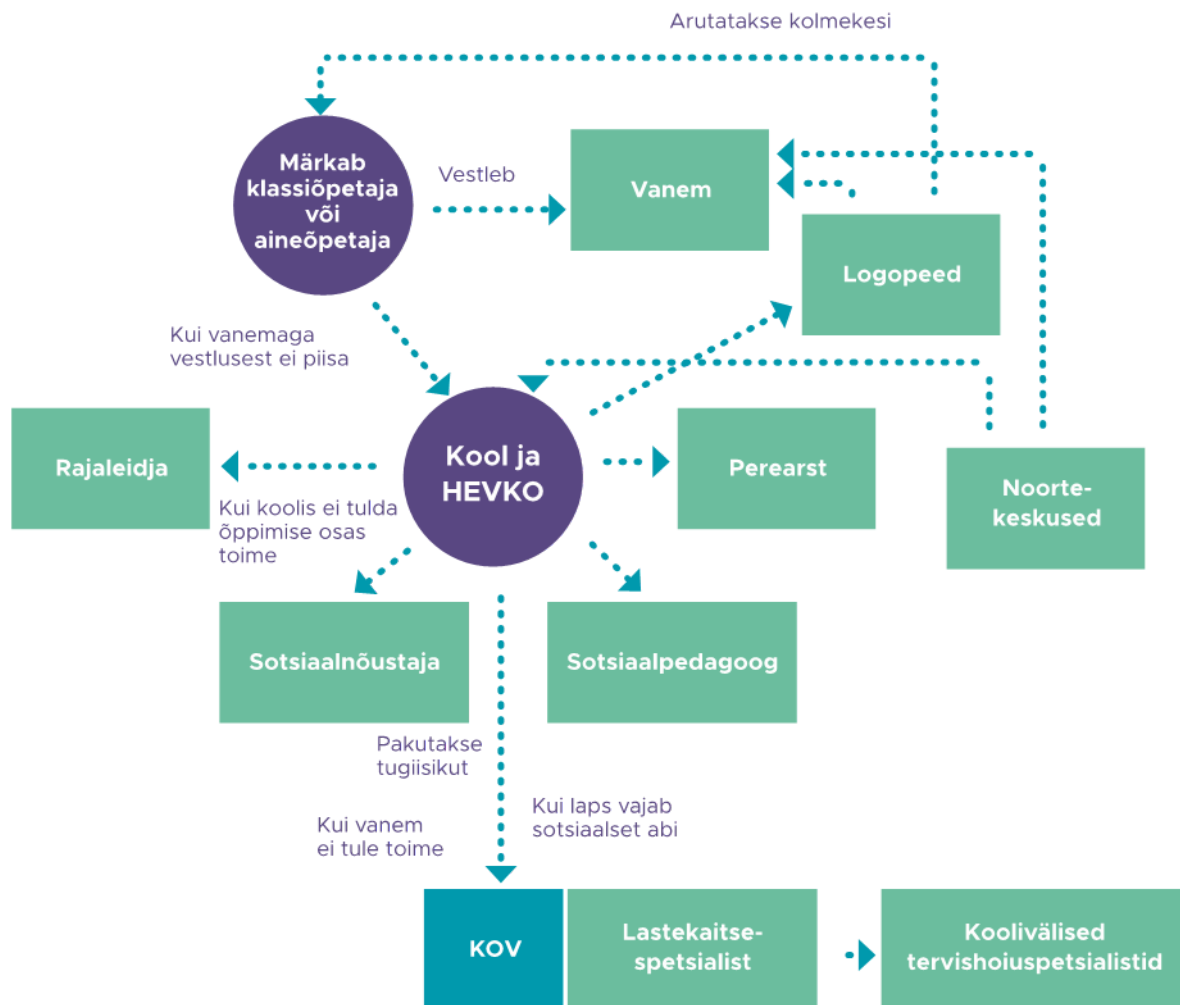 Arutatakse kolmekesi
Märkab
klassiõpetaja
või
aineõpetaja
Vestleb
Vanem
Logopeed
Kui vanemaga
vestlusest ei piisa
Rajaleidja
Kool ja
HEVKO
Perearst
Noorte-
keskused
Kui koolis ei tulda
õppimise osas
toime
Sotsiaalnõustaja
Sotsiaalpedagoog
Pakutakse
tugiisikut
Kui laps vajab
sotsiaalset abi
Kui vanem
ei tule toime
KOV
Lastekaitse-
spetsialist
Koolivälised
tervishoiuspetsialistid